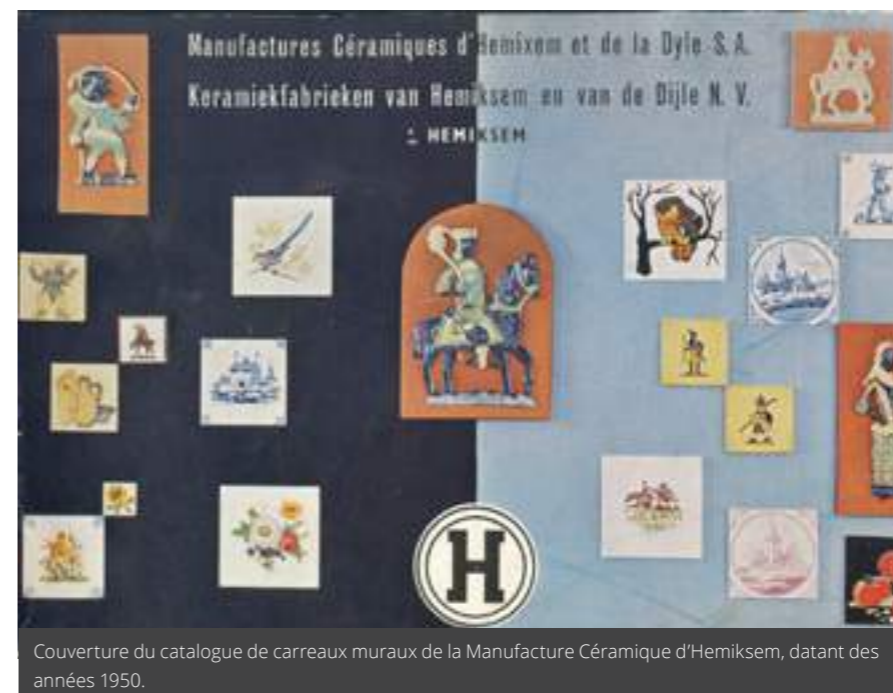 Manufactures Céramiques d'Hemixem et de la Dyle S. A.
Keramiekfabrieken van Hemiksem en van de Dijle N. V.
HEMIKSEM
H
Couverture du catalogue de carreaux muraux de la Manufacture Céramique d'Hemiksem, datant des
années 1950.